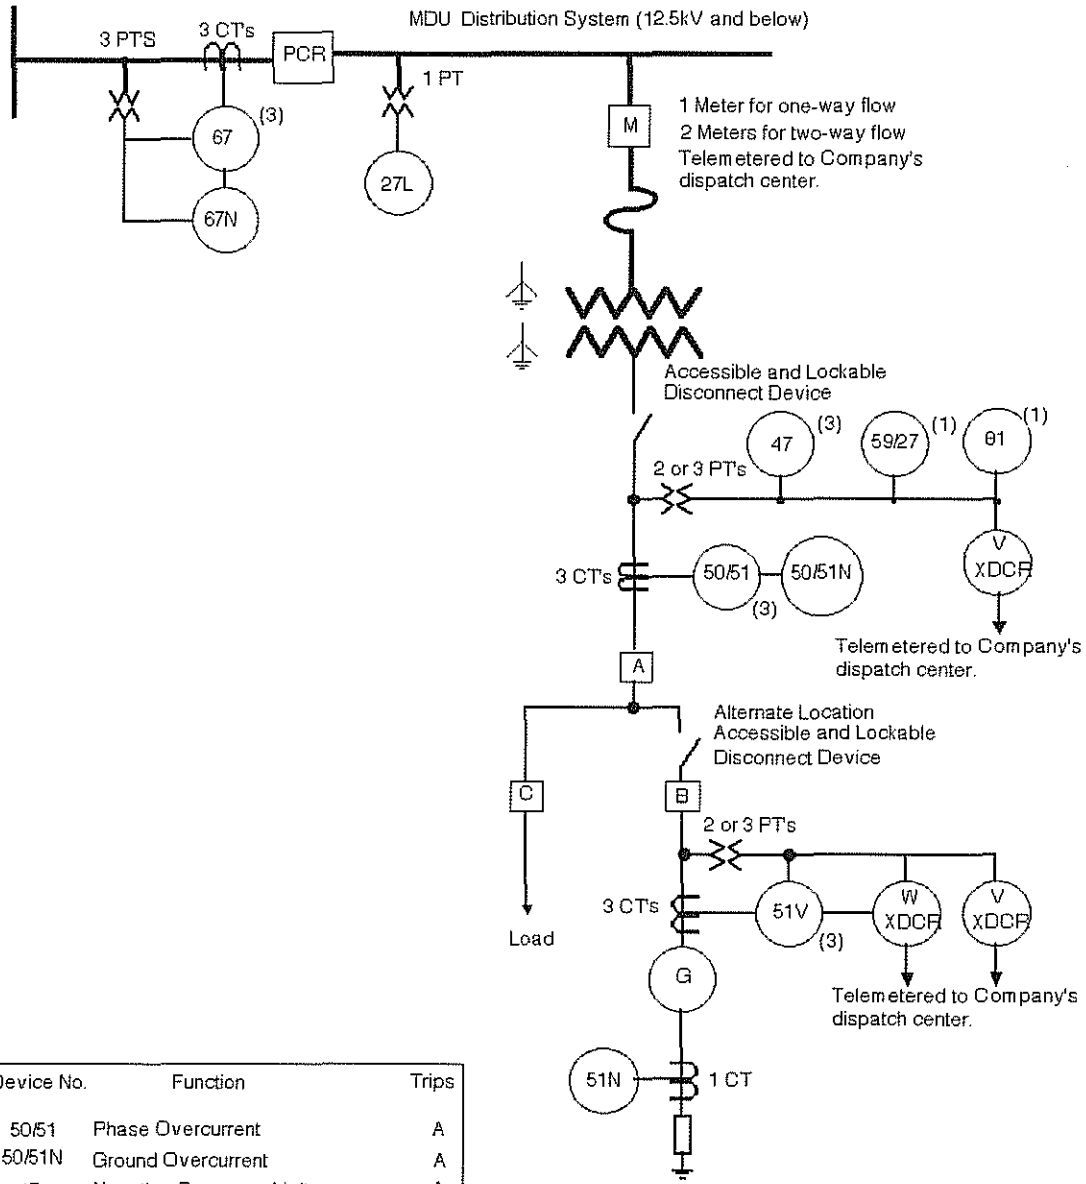 MDU Distribution System (12.5kV and below)
3 PTS
3 CT's
PCR
1 PT
67
(3)
67N
27L
M
1 Meter for one-way flow
2 Meters for two-way flow
Telemetered to Company's
dispatch center.
Accessible and Lockable
Disconnect Device
47
(3)
59/27
(1)
81
(1)
2 or 3 PT's
V
XDCR
3 CT's
50/51
50/51N
(3)
Telemetered to Company's
dispatch center.
A
Alternate Location
Accessible and Lockable
Disconnect Device
C
B
2 or 3 PT's
3 CT's
51V
(3)
W
XDCR
V
XDCR
Load
G
Telemetered to Company's
dispatch center.
51N
1 CT
Device No.
Function
Trips
50/51
Phase Overcurrent
A
50/51N
Ground Overcurrent
A